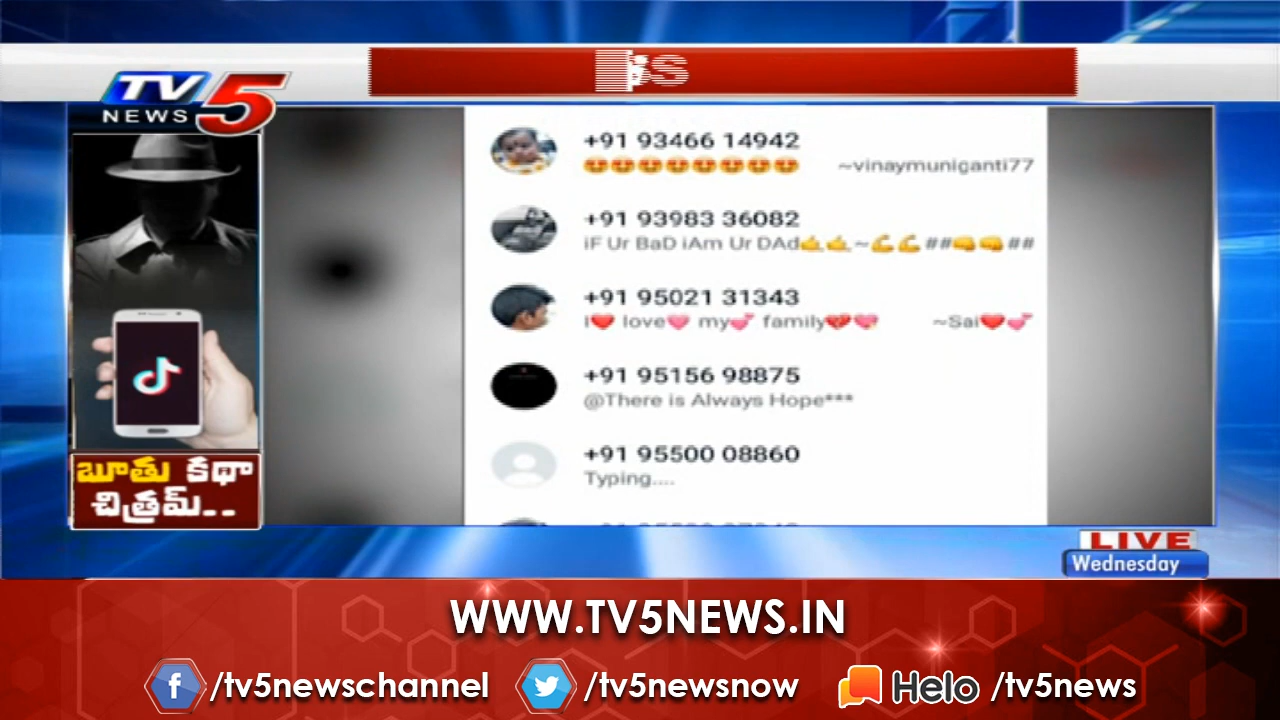 TV5
NEWS
+91 93466 14942
😍😍😍😍😍😍😍😍 ~vinaymuniganti77
+91 93983 36082
iF Ur BaD iAm Ur DAd🤙🤙~💪💪##👊👊##
+91 95021 31343
I❤️ love💗 my💕 family💖💖 ~Sai❤️💕
+91 95156 98875
@There is Always Hope***
+91 95500 08860
Typing....
బూతు కథా
చిత్రమ్..
LIVE
Wednesday
WWW.TV5NEWS.IN
/tv5newschannel /tv5newsnow Helo /tv5news